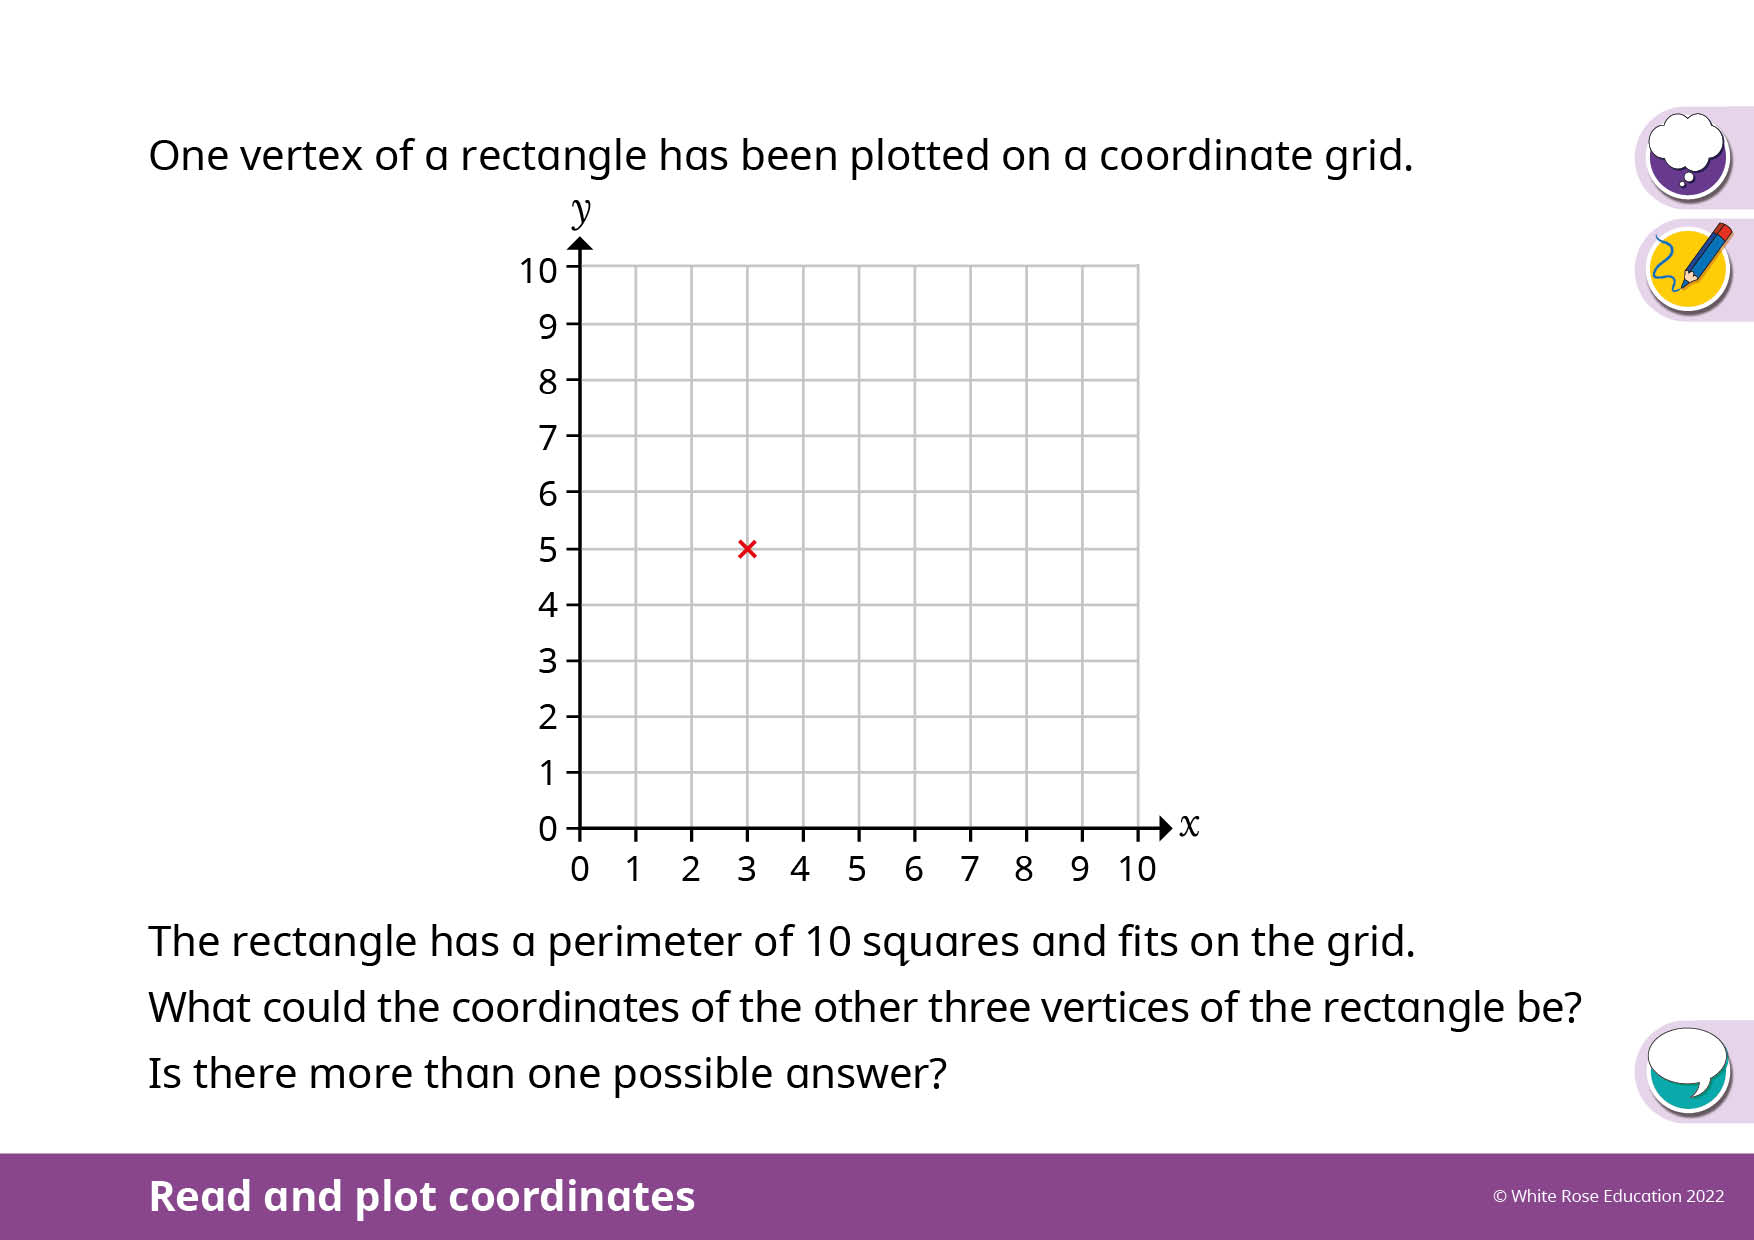 One vertex of a rectangle has been plotted on a coordinate grid.
y
10
9
8
7
6
5
4
3
2
1
0
x
0 1 2 3 4 5 6 7 8 9 10
The rectangle has a perimeter of 10 squares and fits on the grid.
What could the coordinates of the other three vertices of the rectangle be?
Is there more than one possible answer?
Read and plot coordinates
© White Rose Education 2022